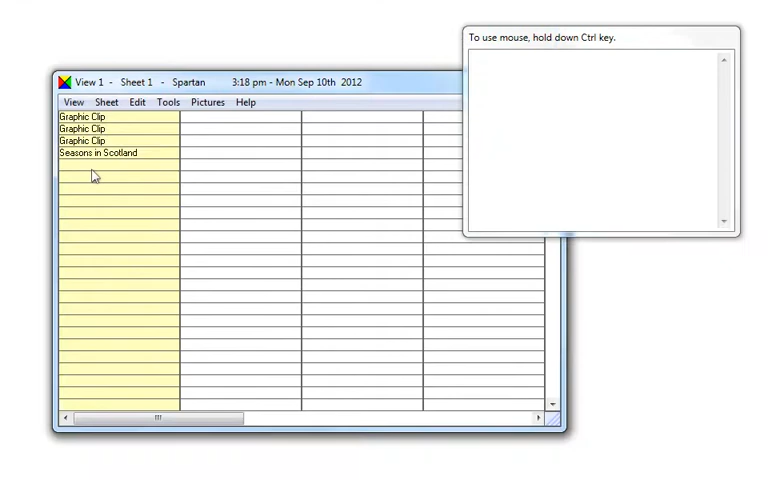 To use mouse, hold down Ctrl key.
View 1 - Sheet 1 - Spartan 3:18 pm - Mon Sep 10th 2012
View Sheet Edit Tools Pictures Help
Graphic Clip
Graphic Clip
Graphic Clip
Seasons in Scotland